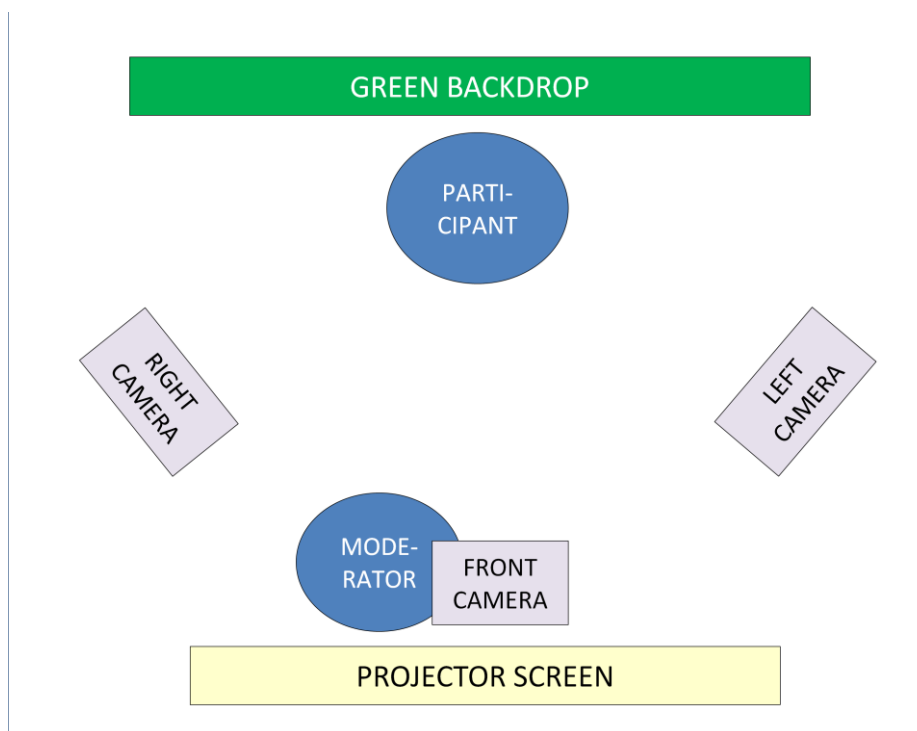 GREEN BACKDROP
PARTI-
CIPANT
RIGHT
CAMERA
LEFT
CAMERA
MODE-
RATOR
FRONT
CAMERA
PROJECTOR SCREEN